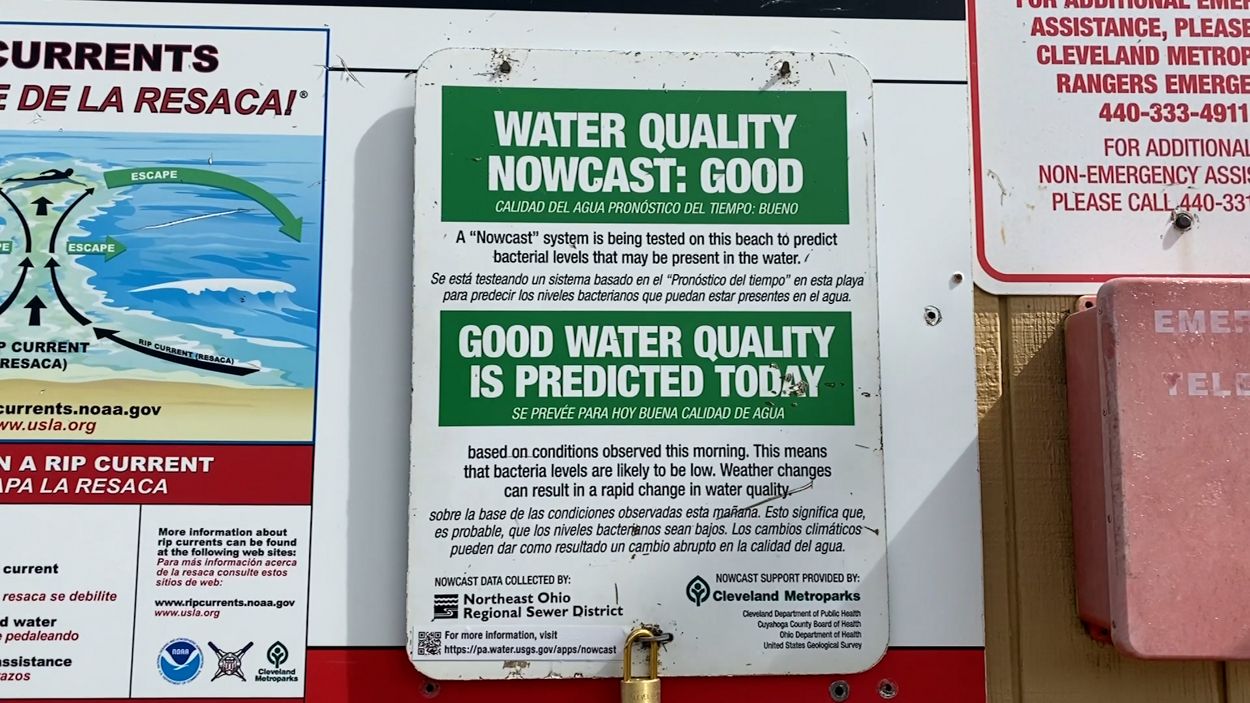 CURRENTS
E DE LA RESACA!®
ESCAPE
ESCAPE
RIP CURRENT (RESACA)
P CURRENT
RESACA)
currents.noaa.gov
ww.usla.org
N A RIP CURRENT
APA LA RESACA
current
resaca se debilite
d water
e pedaleando
assistance
razos
More information about
rip currents can be found
at the following web sites:
Para más información acerca
de la resaca consulte estos
sitios de web:
www.ripcurrents.noaa.gov
www.usla.org
NOAA
Cleveland
Metroparks
WATER QUALITY
NOWCAST: GOOD
CALIDAD DEL AGUA PRONÓSTICO DEL TIEMPO: BUENO
A “Nowcast” system is being tested on this beach to predict
bacterial levels that may be present in the water.
Se está testeando un sistema basado en el “Pronóstico del tiempo” en esta playa
para predecir los niveles bacterianos que puedan estar presentes en el agua.
GOOD WATER QUALITY
IS PREDICTED TODAY
SE PREVÉE PARA HOY BUENA CALIDAD DE AGUA
based on conditions observed this morning. This means
that bacteria levels are likely to be low. Weather changes
can result in a rapid change in water quality.
sobre la base de las condiciones observadas esta mañana. Esto significa que,
es probable, que los niveles bacterianos sean bajos. Los cambios climáticos
pueden dar como resultado un cambio abrupto en la calidad del agua.
NOWCAST DATA COLLECTED BY:
Northeast Ohio
Regional Sewer District
For more information, visit
https://pa.water.usgs.gov/apps/nowcast
NOWCAST SUPPORT PROVIDED BY:
Cleveland Metroparks
Cleveland Department of Public Health
Cuyahoga County Board of Health
Ohio Department of Health
United States Geological Survey
FOR ADDITIONAL EMER
ASSISTANCE, PLEASE
CLEVELAND METROP
RANGERS EMERGE
440-333-4911
FOR ADDITIONAL
NON-EMERGENCY ASSIS
PLEASE CALL 440-331
EMER
TELE